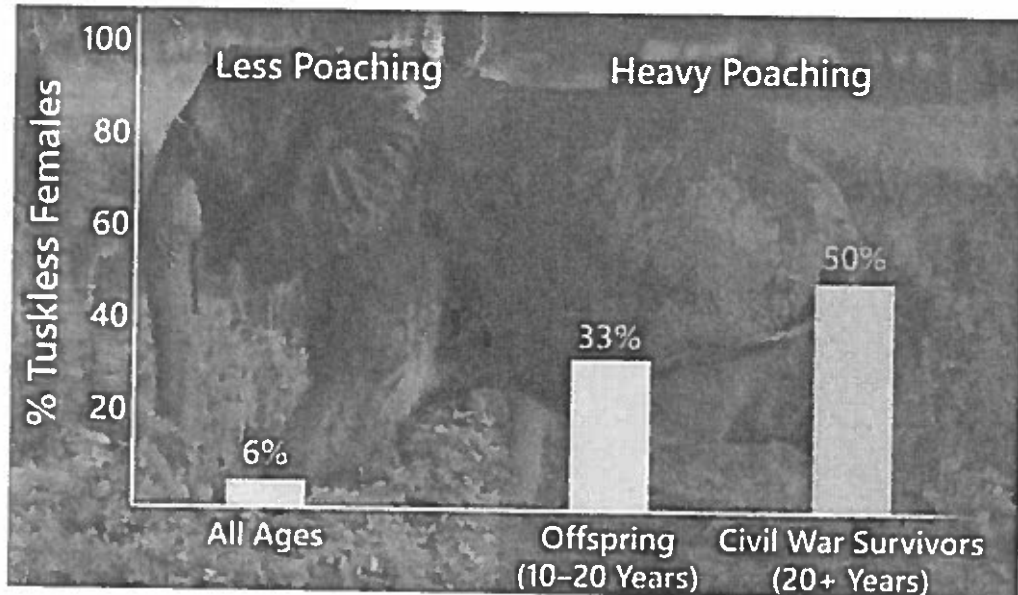 100
Less Poaching
Heavy Poaching
80
60
40
20
% Tuskless Females
6%
33%
50%
All Ages
Offspring
(10–20 Years)
Civil War Survivors
(20+ Years)